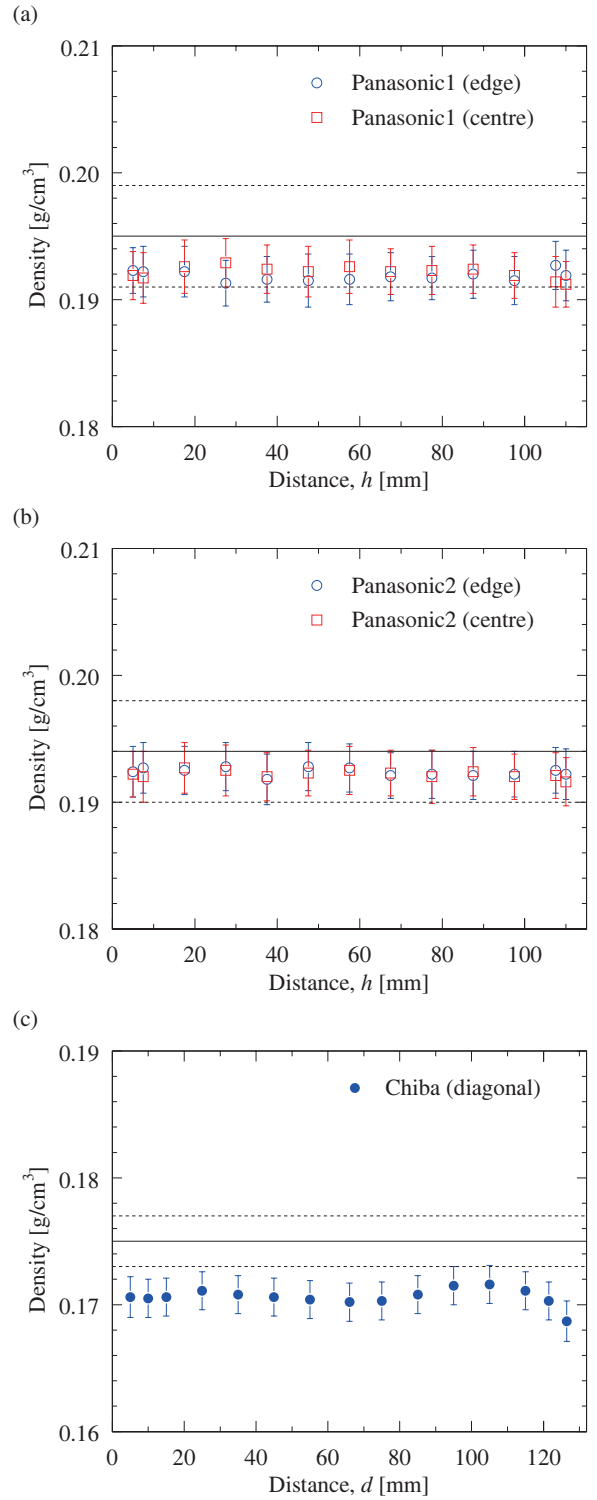 (a)
0.21
Panasonic1 (edge)
Panasonic1 (centre)
0.20
Density [g/cm³]
0.19
0.18
0 20 40 60 80 100
Distance, h [mm]
(b)
0.21
Panasonic2 (edge)
Panasonic2 (centre)
0.20
Density [g/cm³]
0.19
0.18
0 20 40 60 80 100
Distance, h [mm]
(c)
0.19
Chiba (diagonal)
0.18
Density [g/cm³]
0.17
0.16
0 20 40 60 80 100 120
Distance, d [mm]